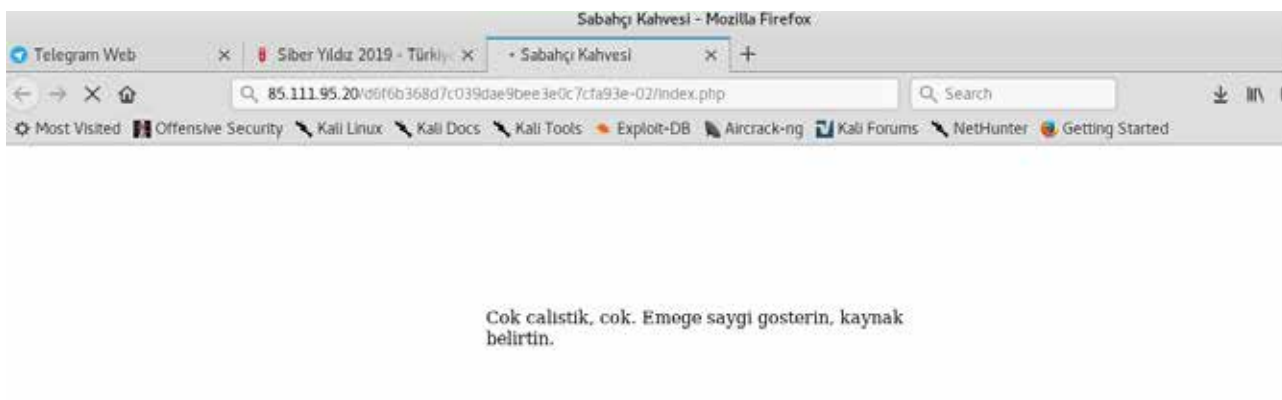 Sabahçı Kahvesi - Mozilla Firefox
Telegram Web Siber Yıldız 2019 - Türkiy Sabahçı Kahvesi
85.111.95.20/d6f6b368d7c039dae9bee3e0c7cfa93e-02/index.php Search
Most Visited Offensive Security Kali Linux Kali Docs Kali Tools Exploit-DB Aircrack-ng Kali Forums NetHunter Getting Started
Cok calistik, cok. Emege saygi gosterin, kaynak
belirtin.